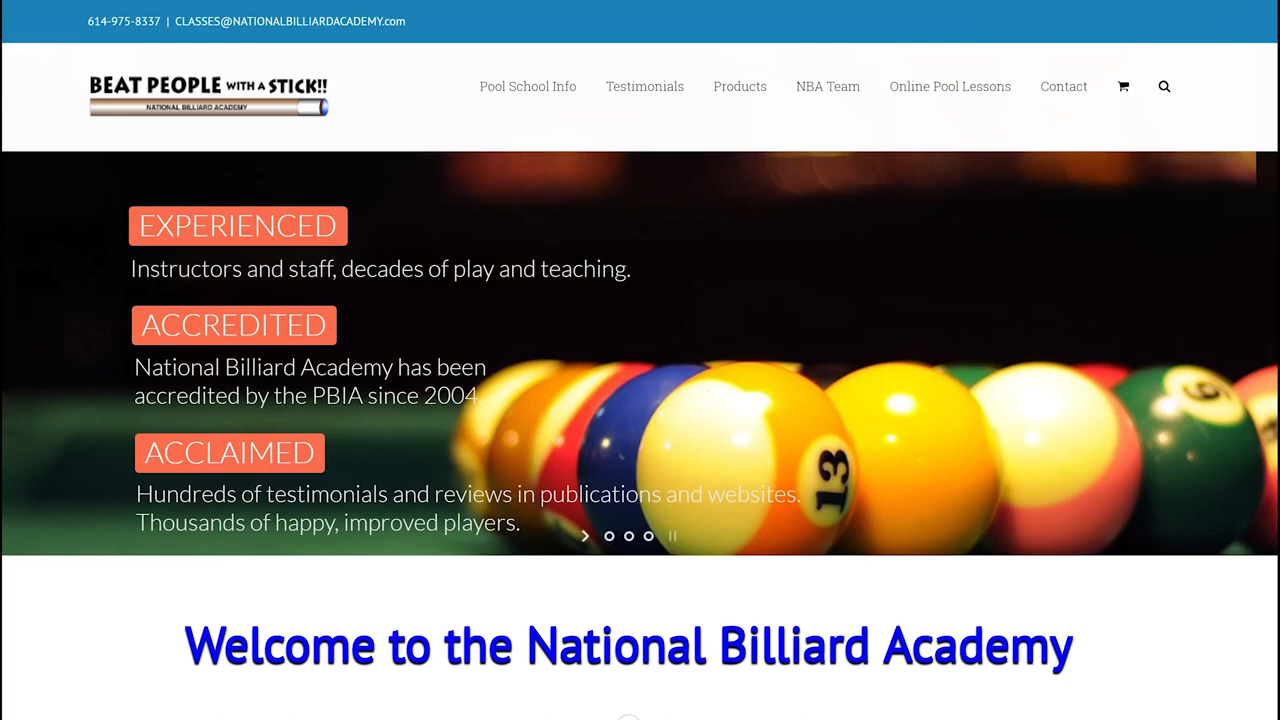 614-975-8337 | CLASSES@NATIONALBILLIARDACADEMY.com
BEAT PEOPLE WITH A STICK!!
NATIONAL BILLIARD ACADEMY
Pool School Info Testimonials Products NBA Team Online Pool Lessons Contact
EXPERIENCED
Instructors and staff, decades of play and teaching.
ACCREDITED
National Billiard Academy has been
accredited by the PBIA since 2004
ACCLAIMED
Hundreds of testimonials and reviews in publications and websites.
Thousands of happy, improved players.
13
6
Welcome to the National Billiard Academy